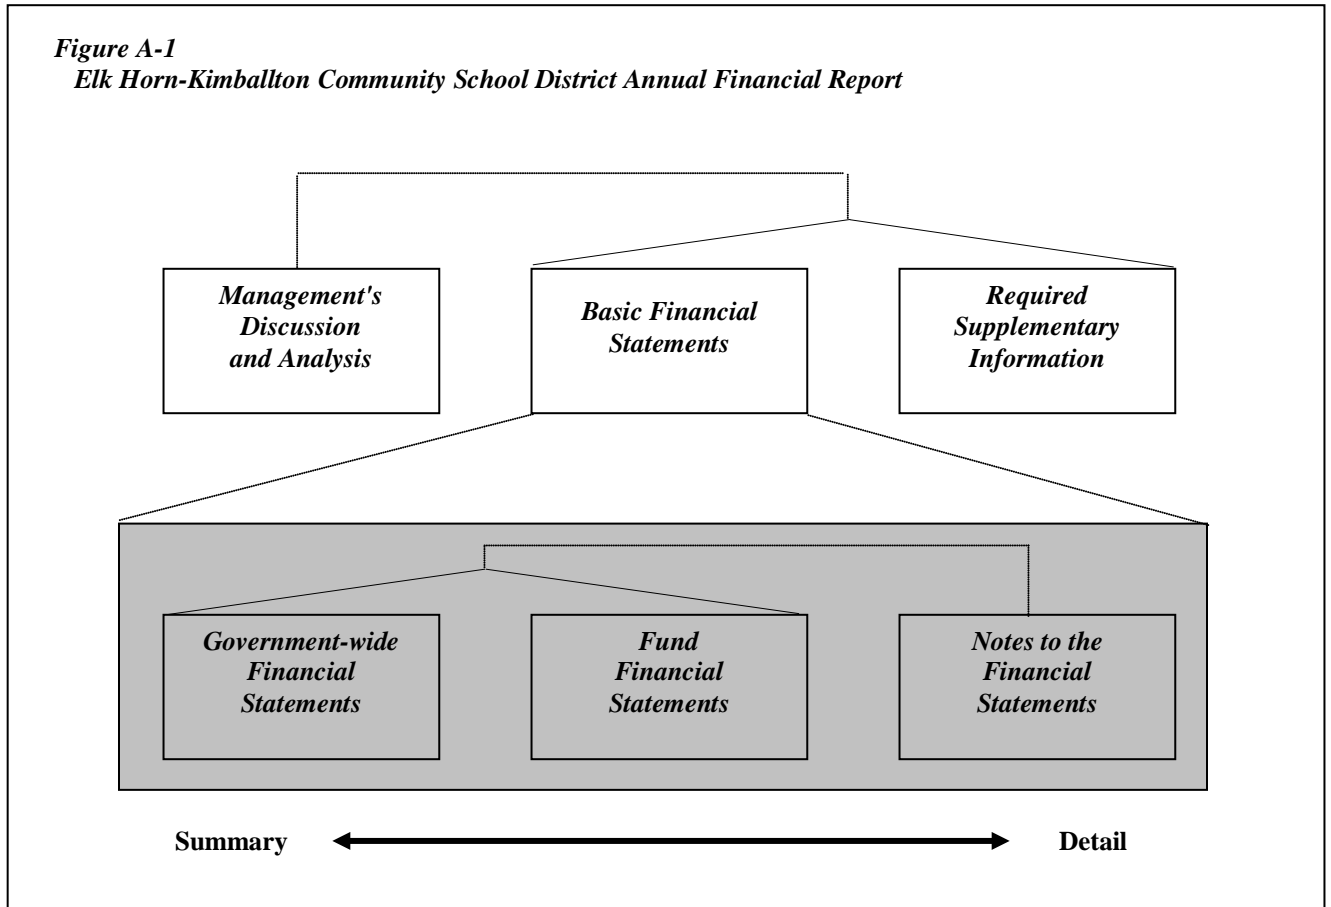 Figure A-1
Elk Horn-Kimballton Community School District Annual Financial Report
Management's
Discussion
and Analysis
Basic Financial
Statements
Required
Supplementary
Information
Government-wide
Financial
Statements
Fund
Financial
Statements
Notes to the
Financial
Statements
Summary
Detail